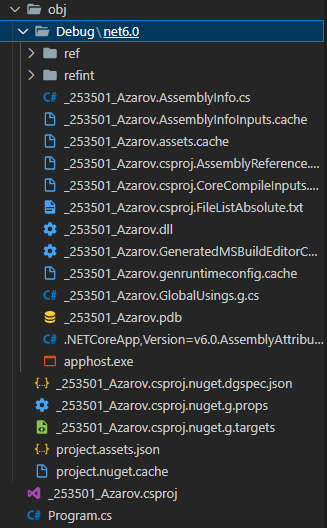 obj
Debug\net6.0
ref
refint
C# _253501_Azarov.AssemblyInfo.cs
_253501_Azarov.AssemblyInfoInputs.cache
_253501_Azarov.assets.cache
_253501_Azarov.csproj.AssemblyReference....
_253501_Azarov.csproj.CoreCompileInputs....
_253501_Azarov.csproj.FileListAbsolute.txt
_253501_Azarov.dll
_253501_Azarov.GeneratedMSBuildEditorC...
_253501_Azarov.genruntimeconfig.cache
C# _253501_Azarov.GlobalUsings.g.cs
_253501_Azarov.pdb
C# .NETCoreApp,Version=v6.0.AssemblyAttribu...
apphost.exe
{..} _253501_Azarov.csproj.nuget.dgspec.json
_253501_Azarov.csproj.nuget.g.props
_253501_Azarov.csproj.nuget.g.targets
{..} project.assets.json
project.nuget.cache
_253501_Azarov.csproj
C# Program.cs